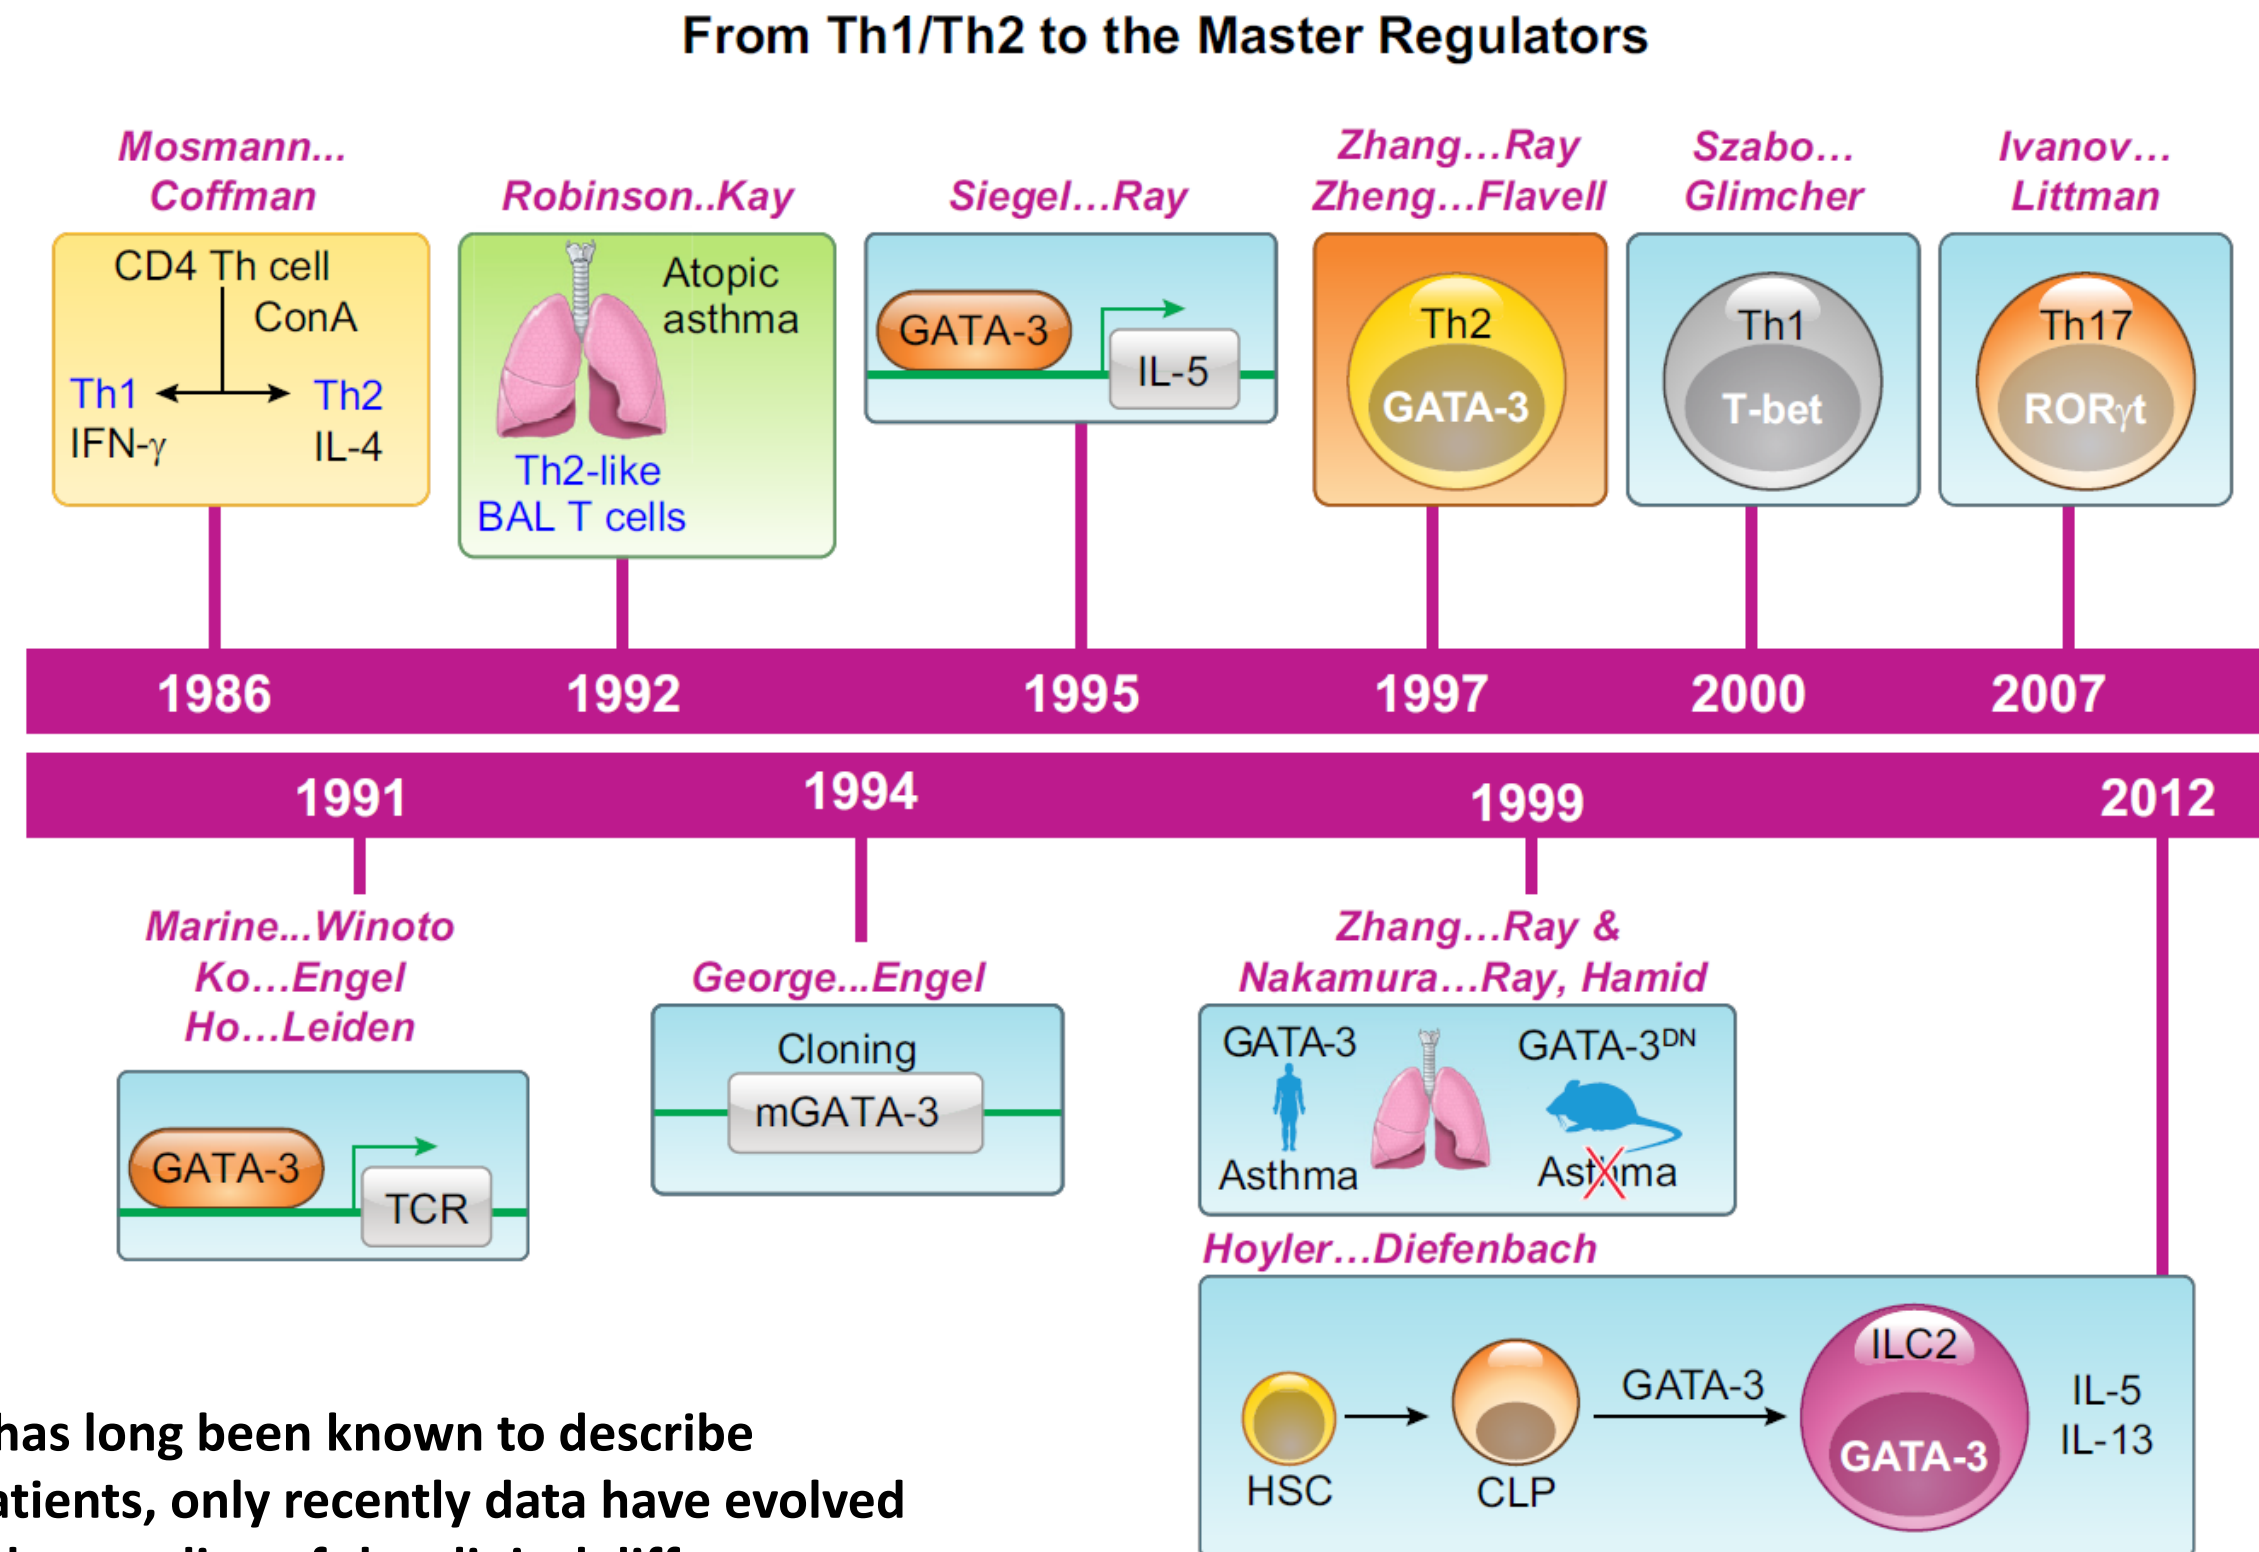 From Th1/Th2 to the Master Regulators
Mosmann...
Coffman
CD4 Th cell
ConA
Th1
Th2
IFN-γ
IL-4
Robinson..Kay
Atopic
asthma
Th2-like
BAL T cells
Siegel…Ray
GATA-3
IL-5
Zhang…Ray
Zheng…Flavell
Th2
GATA-3
Szabo…
Glimcher
Th1
T-bet
Ivanov…
Littman
Th17
RORγt
1986
1992
1995
1997
2000
2007
1991
1994
1999
2012
Marine...Winoto
Ko…Engel
Ho…Leiden
GATA-3
TCR
George...Engel
Cloning
mGATA-3
Zhang…Ray &
Nakamura…Ray, Hamid
GATA-3
Asthma
GATA-3DN
Asthma
Hoyler…Diefenbach
HSC
CLP
GATA-3
ILC2
GATA-3
IL-5
IL-13
has long been known to describe
atients, only recently data have evolved